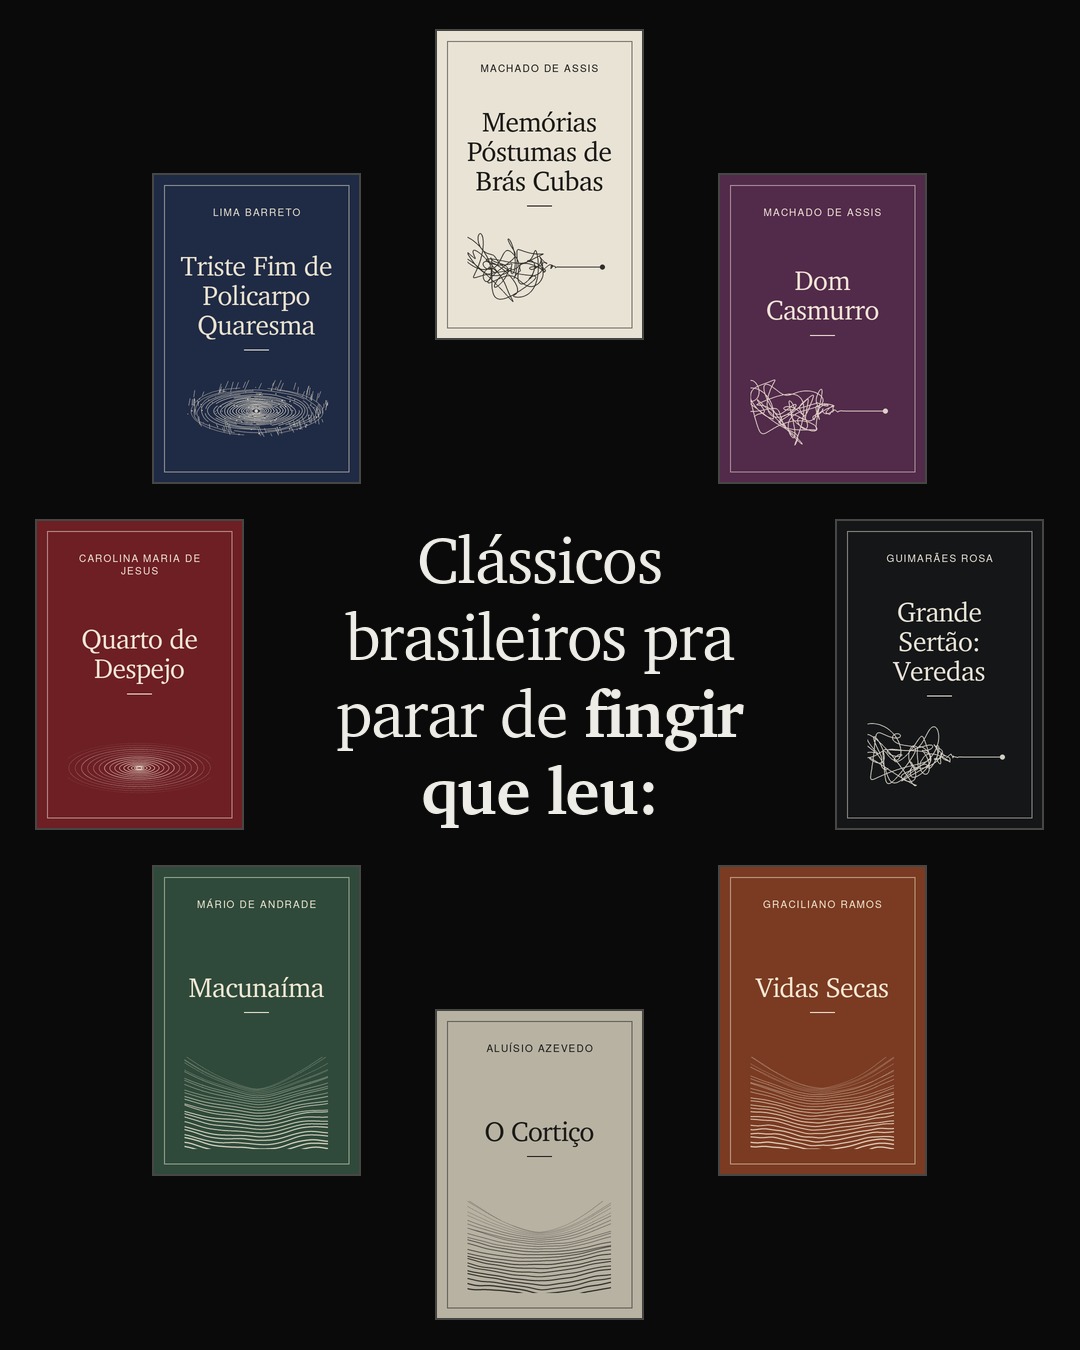 MACHADO DE ASSIS
Memórias
Póstumas de
Brás Cubas
LIMA BARRETO
Triste Fim de
Policarpo
Quaresma
MACHADO DE ASSIS
Dom
Casmurro
CAROLINA MARIA DE
JESUS
Quarto de
Despejo
Clássicos
brasileiros pra
parar de fingir
que leu:
GUIMARÃES ROSA
Grande
Sertão:
Veredas
MÁRIO DE ANDRADE
Macunaíma
GRACILIANO RAMOS
Vidas Secas
ALUÍSIO AZEVEDO
O Cortiço